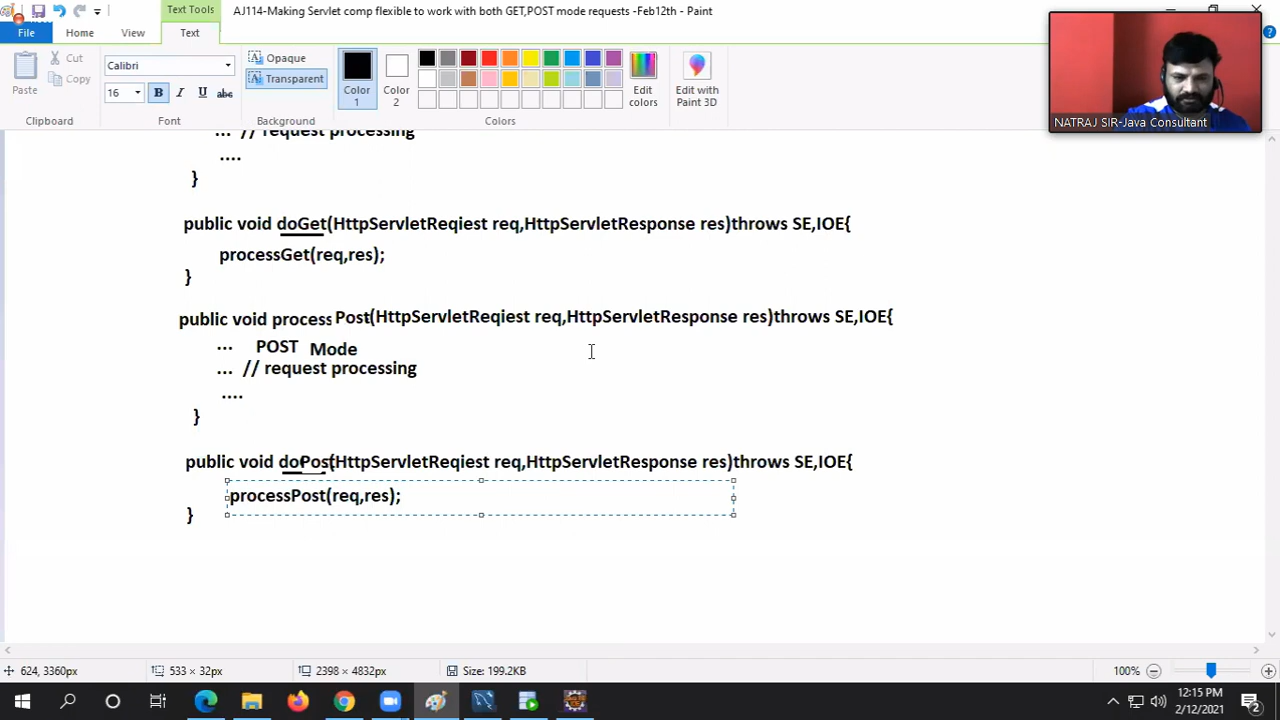 Text Tools
AJ114-Making Servlet comp flexible to work with both GET,POST mode requests -Feb12th - Paint
File Home View Text
Paste
Cut
Copy
Clipboard
Calibri
16 B I U abc
Font
Opaque
Transparent
Background
Color 1
Color 2
Edit colors
Colors
Edit with Paint 3D
NATRAJ SIR-Java Consultant
... // request processing
....
}
public void doGet(HttpServletReqiest req,HttpServletResponse res)throws SE,IOE{
processGet(req,res);
}
public void process Post(HttpServletReqiest req,HttpServletResponse res)throws SE,IOE{
... POST Mode
... // request processing
....
}
public void doPost(HttpServletReqiest req,HttpServletResponse res)throws SE,IOE{
processPost(req,res);
}
624, 3360px
533 × 32px
2398 × 4832px
Size: 199.2KB
100%
12:15 PM
2/12/2021
2